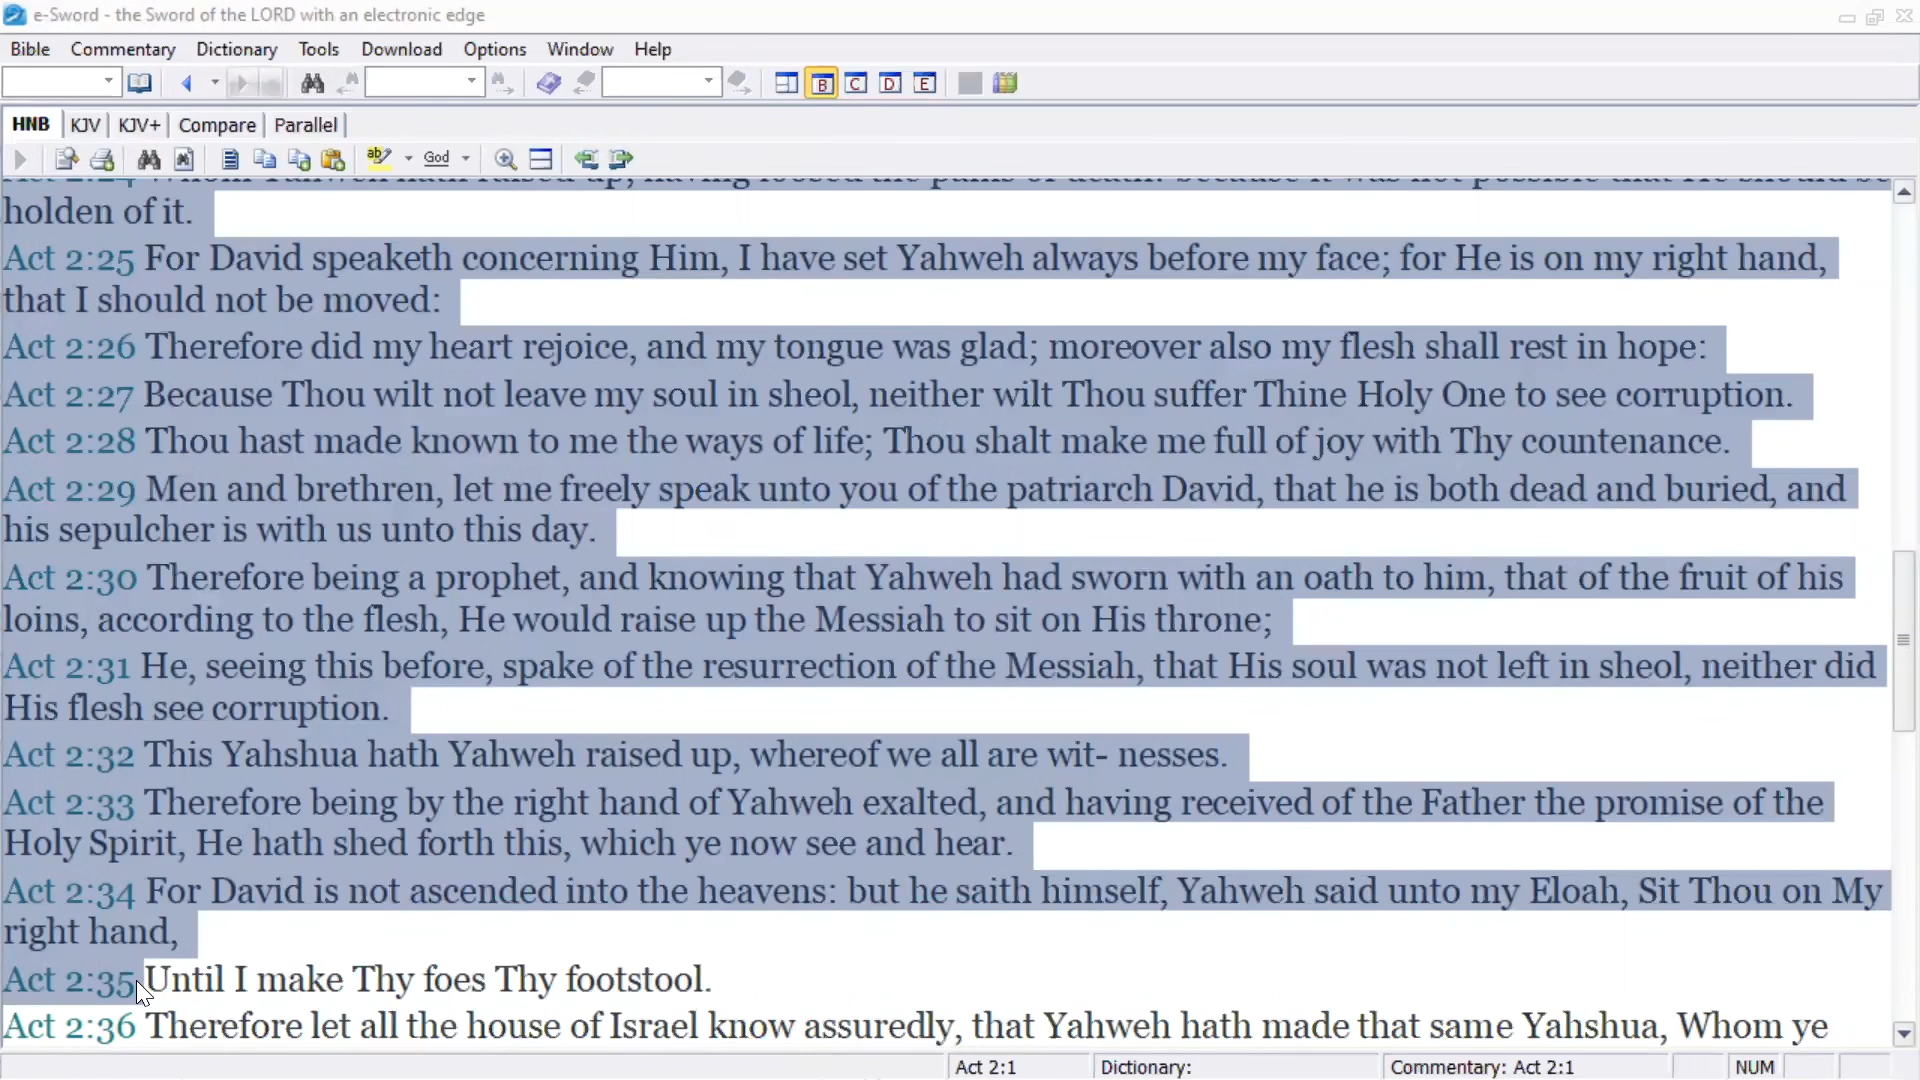 e-Sword - the Sword of the LORD with an electronic edge
Bible Commentary Dictionary Tools Download Options Window Help
B C D E
HNB KJV KJV+ Compare Parallel
God
holden of it.
Act 2:25 For David speaketh concerning Him, I have set Yahweh always before my face; for He is on my right hand,
that I should not be moved:
Act 2:26 Therefore did my heart rejoice, and my tongue was glad; moreover also my flesh shall rest in hope:
Act 2:27 Because Thou wilt not leave my soul in sheol, neither wilt Thou suffer Thine Holy One to see corruption.
Act 2:28 Thou hast made known to me the ways of life; Thou shalt make me full of joy with Thy countenance.
Act 2:29 Men and brethren, let me freely speak unto you of the patriarch David, that he is both dead and buried, and
his sepulcher is with us unto this day.
Act 2:30 Therefore being a prophet, and knowing that Yahweh had sworn with an oath to him, that of the fruit of his
loins, according to the flesh, He would raise up the Messiah to sit on His throne;
Act 2:31 He, seeing this before, spake of the resurrection of the Messiah, that His soul was not left in sheol, neither did
His flesh see corruption.
Act 2:32 This Yahshua hath Yahweh raised up, whereof we all are wit- nesses.
Act 2:33 Therefore being by the right hand of Yahweh exalted, and having received of the Father the promise of the
Holy Spirit, He hath shed forth this, which ye now see and hear.
Act 2:34 For David is not ascended into the heavens: but he saith himself, Yahweh said unto my Eloah, Sit Thou on My
right hand,
Act 2:35 Until I make Thy foes Thy footstool.
Act 2:36 Therefore let all the house of Israel know assuredly, that Yahweh hath made that same Yahshua, Whom ye
Act 2:1 Dictionary: Commentary: Act 2:1 NUM